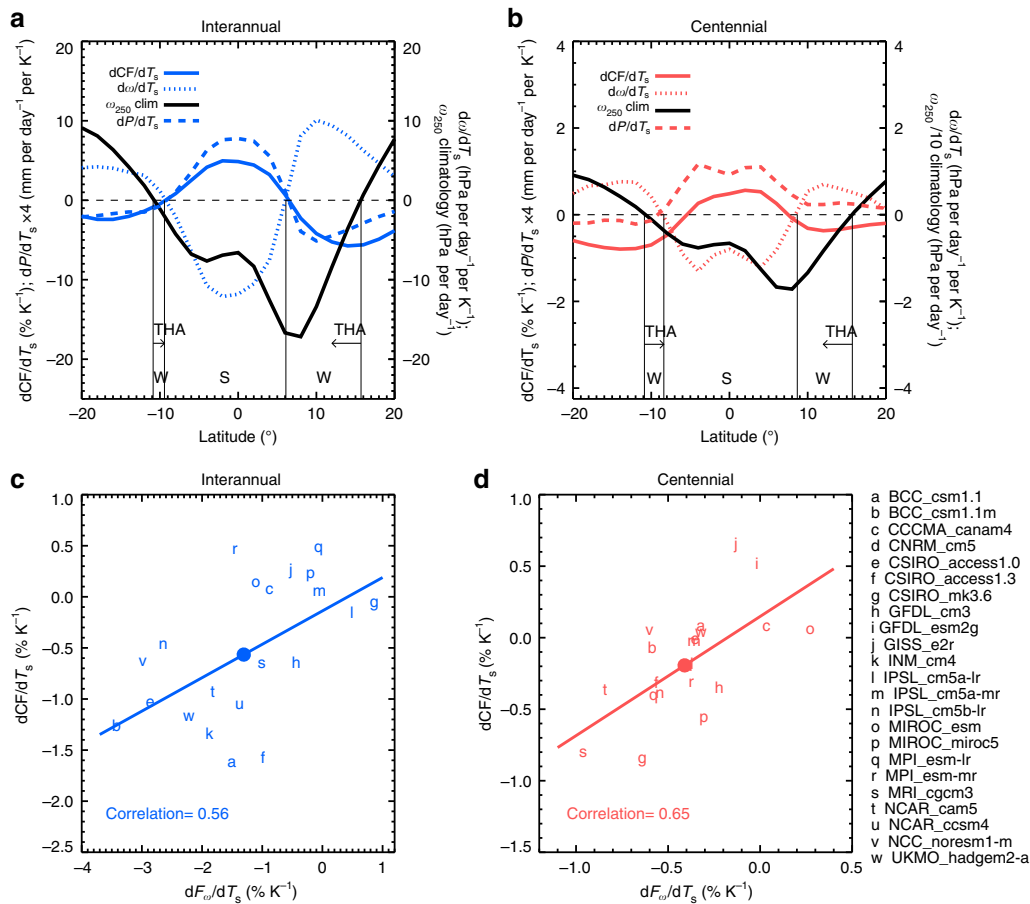 a
Interannual
dCF/dTs (% K−1); dP/dTs ×4 (mm per day−1 per K−1)
20
10
0
−10
−20
dCF/dTs
dω/dTs
ω250 clim
dP/dTs
THA
THA
W
S
W
−20
−10
0
10
20
Latitude (°)
20
10
0
−10
−20
dω/dTs (hPa per day−1 per K−1);
ω250 climatology (hPa per day−1)
b
Centennial
dCF/dTs (% K−1); dP/dTs ×4 (mm per day−1 per K−1)
4
2
0
−2
−4
dCF/dTs
dω/dTs
ω250 clim
dP/dTs
THA
THA
W
S
W
−20
−10
0
10
20
Latitude (°)
4
2
0
−2
−4
dω/dTs (hPa per day−1 per K−1);
ω250 /10 climatology (hPa per day−1)
c
Interannual
dCF/dTs (% K−1)
1.0
0.5
0.0
−0.5
−1.0
−1.5
−2.0
−2.5
r
q
i
p
o
c
m
g
l
n
v
s
h
t
e
u
w
b
k
f
a
Correlation= 0.56
−4
−3
−2
−1
0
1
dFω/dTs (% K−1)
d
Centennial
dCF/dTs (% K−1)
1.0
0.5
0.0
−0.5
−1.0
−1.5
j
i
v
a
w
c
o
m
b
t
r
h
n
p
s
g
Correlation= 0.65
−1.0
−0.5
0.0
0.5
dFω/dTs (% K−1)
a BCC_csm1.1
b BCC_csm1.1m
c CCCMA_canam4
d CNRM_cm5
e CSIRO_access1.0
f CSIRO_access1.3
g CSIRO_mk3.6
h GFDL_cm3
i GFDL_esm2g
j GISS_e2r
k INM_cm4
l IPSL_cm5a-lr
m IPSL_cm5a-mr
n IPSL_cm5b-lr
o MIROC_esm
p MIROC_miroc5
q MPI_esm-lr
r MPI_esm-mr
s MRI_cgcm3
t NCAR_cam5
u NCAR_ccsm4
v NCC_noresm1-m
w UKMO_hadgem2-a